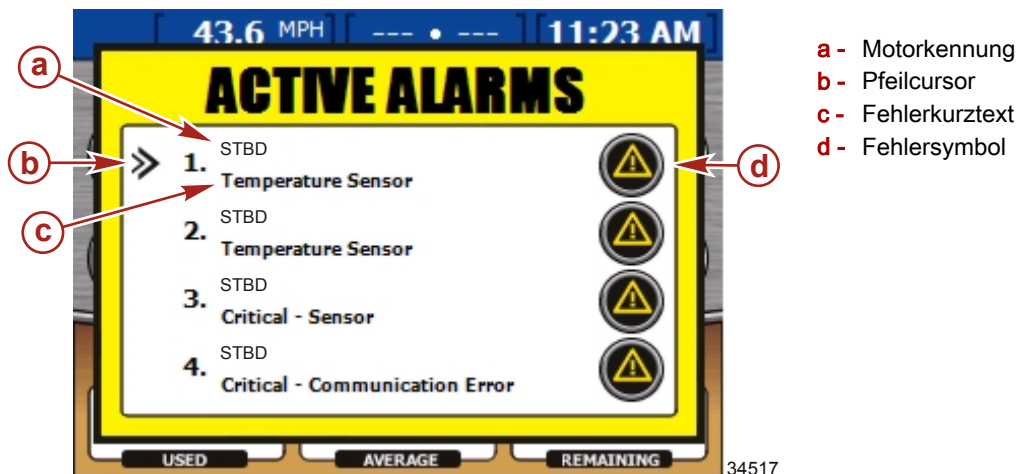 43.6 MPH --- • --- 11:23 AM
ACTIVE ALARMS
1. STBD
Temperature Sensor
2. STBD
Temperature Sensor
3. STBD
Critical - Sensor
4. STBD
Critical - Communication Error
USED AVERAGE REMAINING
a
b
c
d
34517
a - Motorkennung
b - Pfeilcursor
c - Fehlerkurztext
d - Fehlersymbol